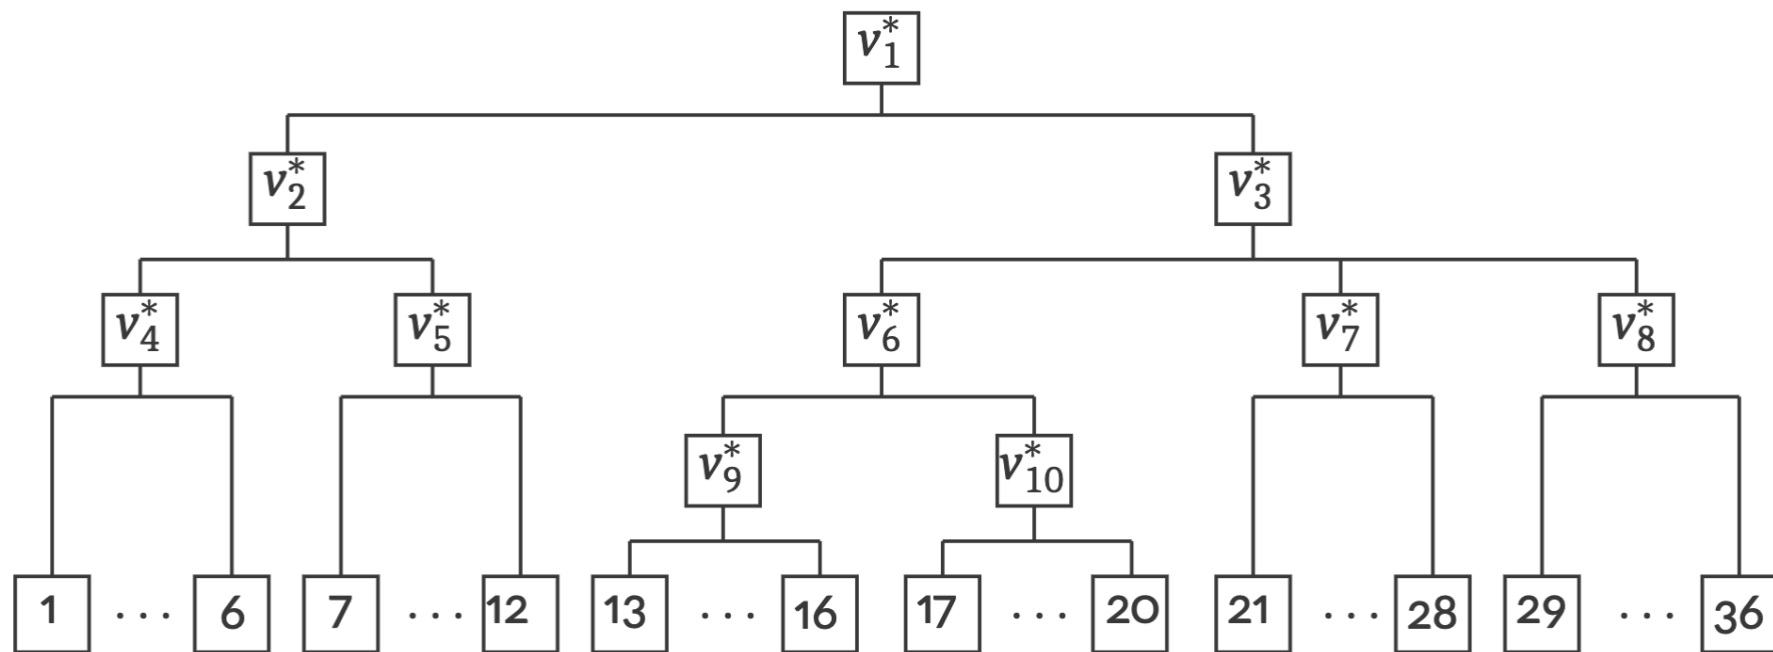 v₁*
v₂* v₃*
v₄* v₅* v₆* v₇* v₈*
v₉* v₁₀*
1 ... 6 7 ... 12 13 ... 16 17 ... 20 21 ... 28 29 ... 36